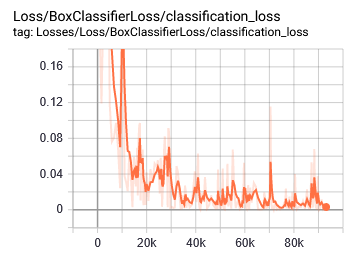 Loss/BoxClassifierLoss/classification_loss
tag: Losses/Loss/BoxClassifierLoss/classification_loss
0.16
0.12
0.08
0.04
0
0 20k 40k 60k 80k